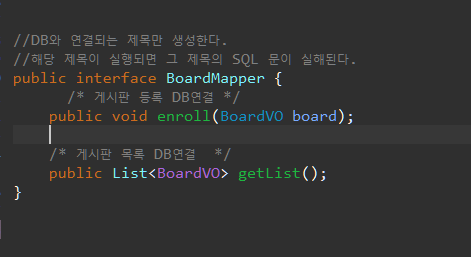 //DB와 연결되는 제목만 생성한다.
//해당 제목이 실행되면 그 제목의 SQL 문이 실해된다.
public interface BoardMapper {
/* 게시판 등록 DB연결 */
public void enroll(BoardVO board);
/* 게시판 목록 DB연결  */
public List<BoardVO> getList();
}